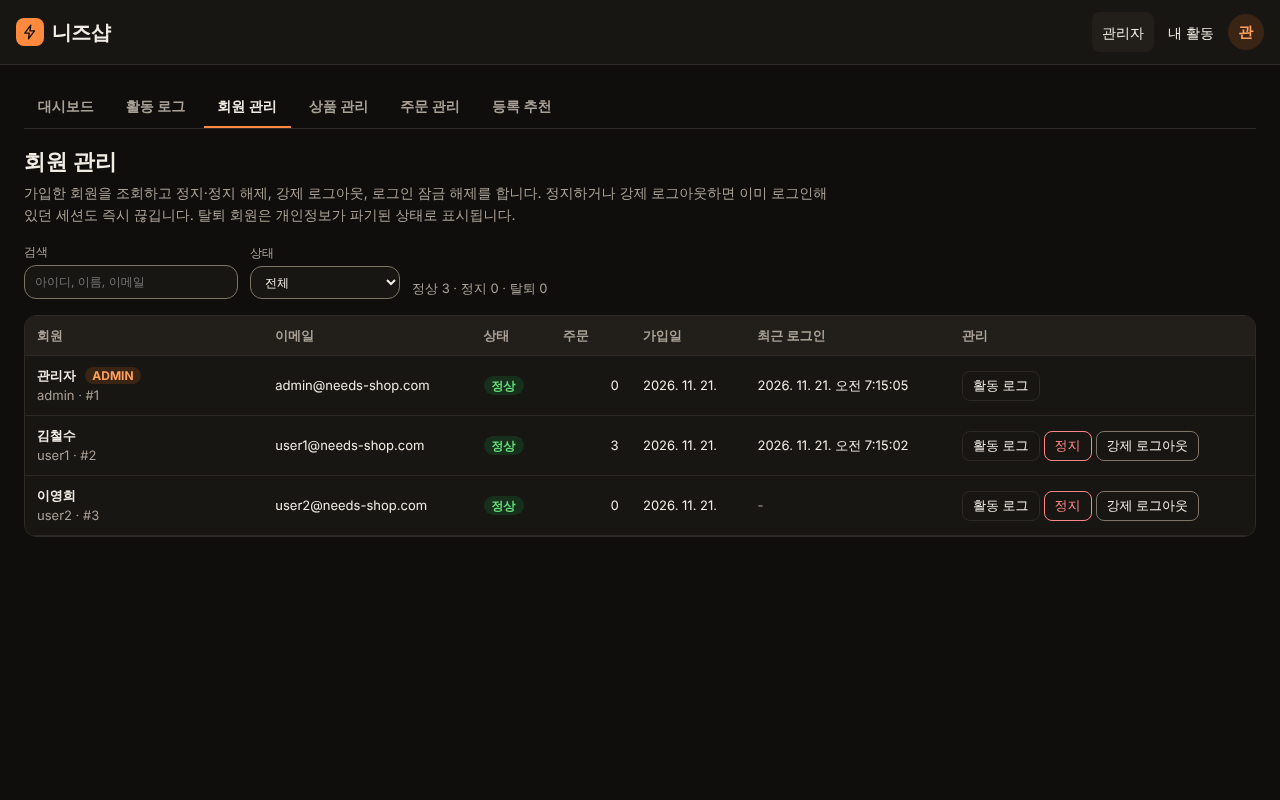 니즈샵
관리자 내 활동 관
대시보드 활동 로그 회원 관리 상품 관리 주문 관리 등록 추천
회원 관리
가입한 회원을 조회하고 정지·정지 해제, 강제 로그아웃, 로그인 잠금 해제를 합니다. 정지하거나 강제 로그아웃하면 이미 로그인해
있던 세션도 즉시 끊깁니다. 탈퇴 회원은 개인정보가 파기된 상태로 표시됩니다.
검색 상태
아이디, 이름, 이메일 전체 정상 3 · 정지 0 · 탈퇴 0
회원 이메일 상태 주문 가입일 최근 로그인 관리
관리자 ADMIN
admin · #1 admin@needs-shop.com 정상 0 2026. 11. 21. 2026. 11. 21. 오전 7:15:05 활동 로그
김철수
user1 · #2 user1@needs-shop.com 정상 3 2026. 11. 21. 2026. 11. 21. 오전 7:15:02 활동 로그 정지 강제 로그아웃
이영희
user2 · #3 user2@needs-shop.com 정상 0 2026. 11. 21. - 활동 로그 정지 강제 로그아웃